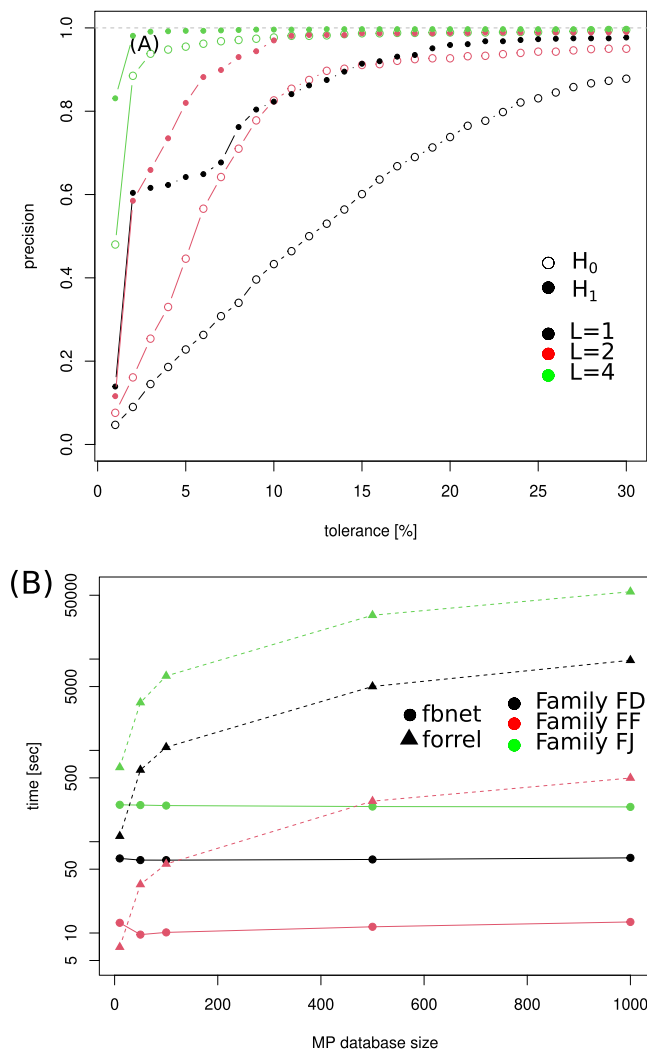 (A)
1.0
0.8
0.6
0.4
0.2
0.0
precision
H0
H1
L=1
L=2
L=4
0 5 10 15 20 25 30
tolerance [%]
(B)
50000
5000
500
50
10
5
time [sec]
fbnet
forrel
Family FD
Family FF
Family FJ
0 200 400 600 800 1000
MP database size